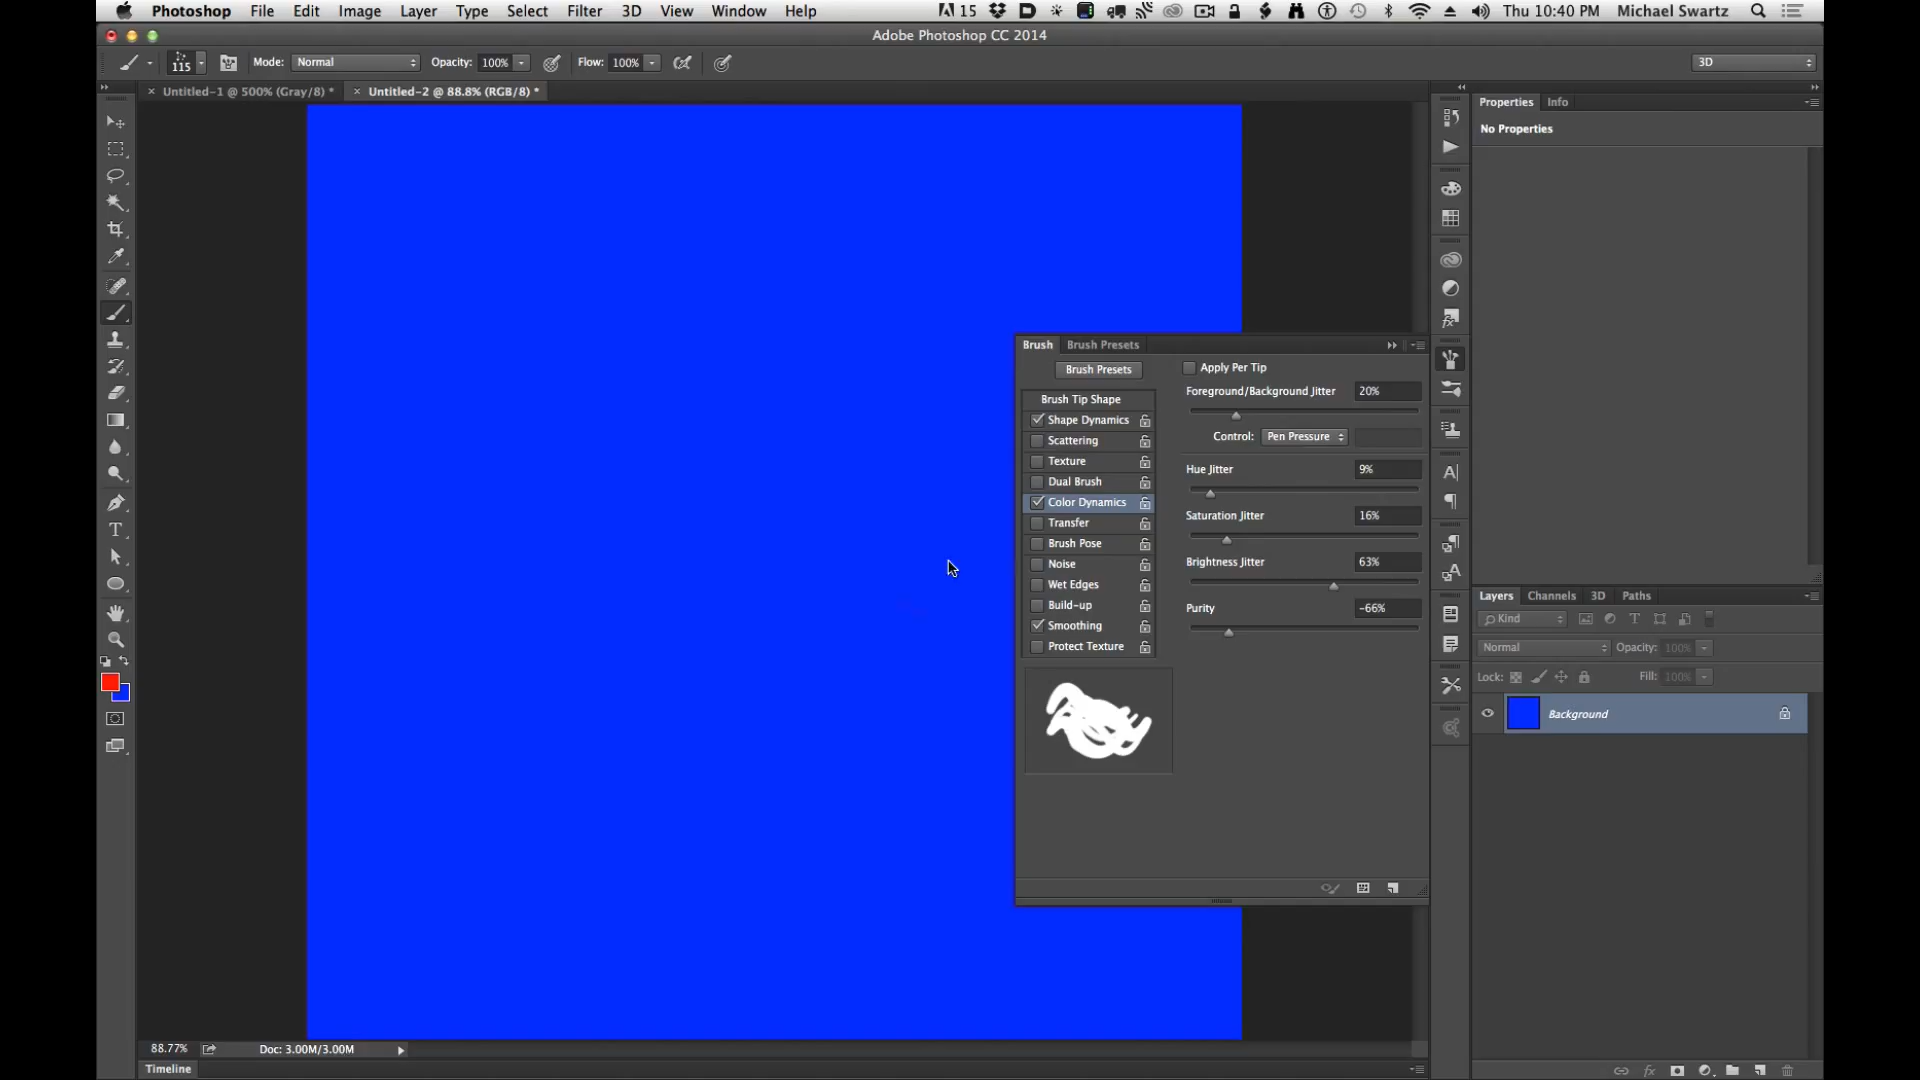 Photoshop File Edit Image Layer Type Select Filter 3D View Window Help 15 Thu 10:40 PM Michael Swartz
Adobe Photoshop CC 2014
115 Mode: Normal Opacity: 100% Flow: 100% 3D
Untitled-1 @ 500% (Gray/8) * Untitled-2 @ 88.8% (RGB/8) *
Properties Info
No Properties
Brush Brush Presets
Brush Presets
Apply Per Tip
Brush Tip Shape
Shape Dynamics
Scattering
Texture
Dual Brush
Color Dynamics
Transfer
Brush Pose
Noise
Wet Edges
Build-up
Smoothing
Protect Texture
Foreground/Background Jitter 20%
Control: Pen Pressure
Hue Jitter 9%
Saturation Jitter 16%
Brightness Jitter 63%
Purity -66%
Layers Channels 3D Paths
Kind
Normal Opacity: 100%
Lock: Fill: 100%
Background
88.77% Doc: 3.00M/3.00M
Timeline